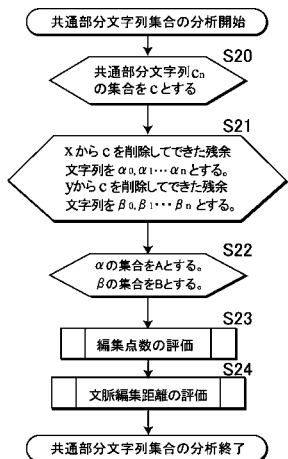 共通部分文字列集合の分析開始
S20
共通部分文字列cn
の集合をcとする
S21
xからcを削除してできた残余
文字列をα0,α1…αnとする。
yからcを削除してできた残余
文字列をβ0,β1…βnとする。
S22
αの集合をAとする。
βの集合をBとする。
S23
編集点数の評価
S24
文脈編集距離の評価
共通部分文字列集合の分析終了